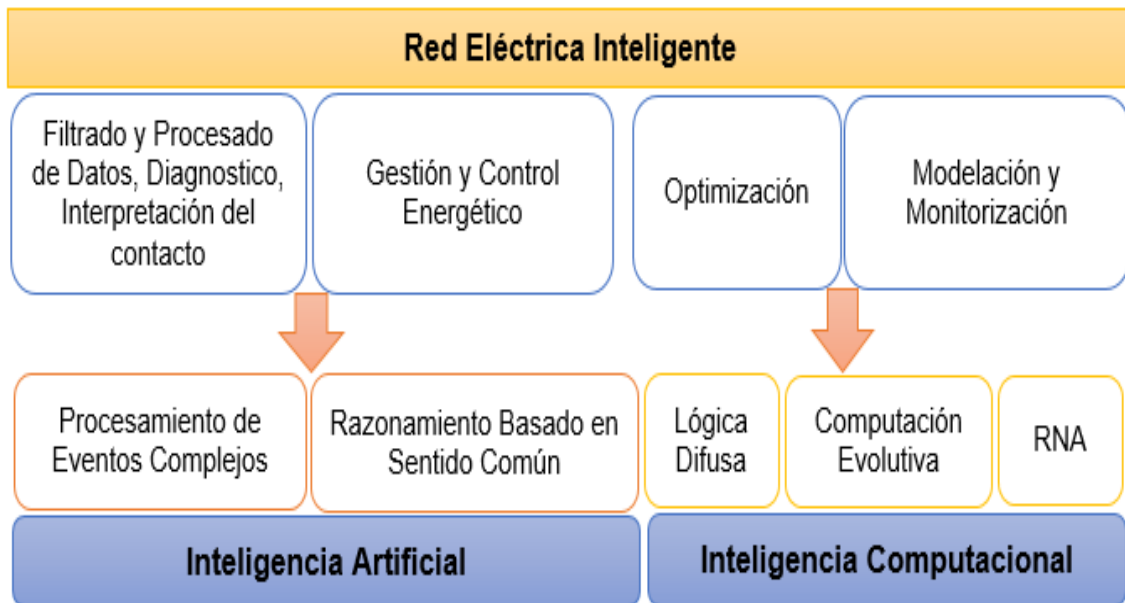 Red Eléctrica Inteligente
Filtrado y Procesado
de Datos, Diagnostico,
Interpretación del
contacto
Gestión y Control
Energético
Optimización
Modelación y
Monitorización
Procesamiento de
Eventos Complejos
Razonamiento Basado en
Sentido Común
Lógica
Difusa
Computación
Evolutiva
RNA
Inteligencia Artificial
Inteligencia Computacional